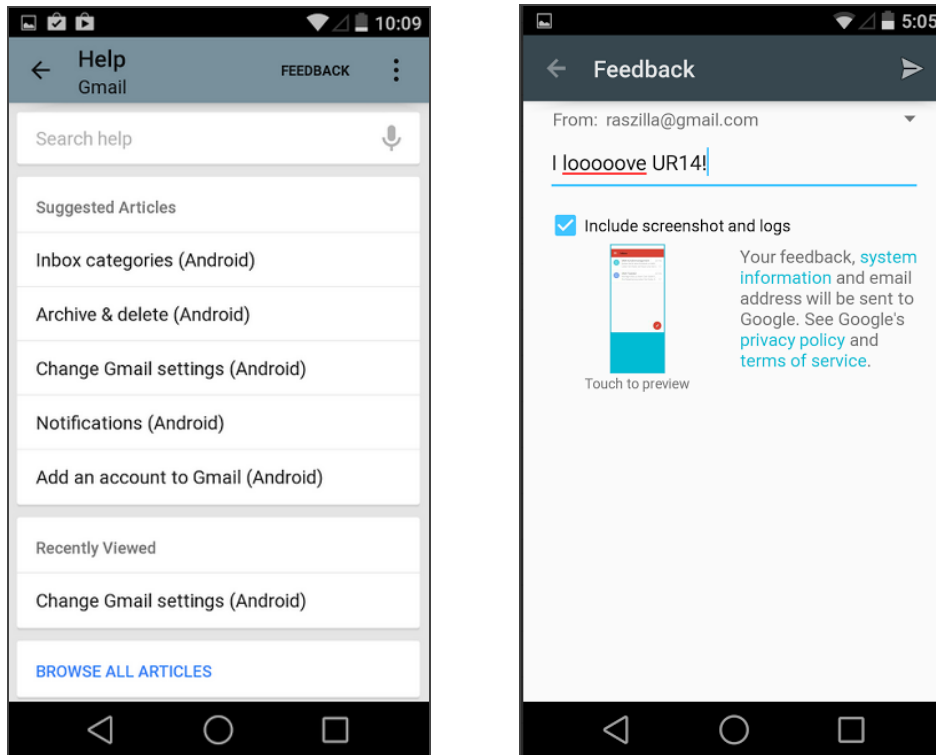 10:09
Help
Gmail
FEEDBACK
Search help
Suggested Articles
Inbox categories (Android)
Archive & delete (Android)
Change Gmail settings (Android)
Notifications (Android)
Add an account to Gmail (Android)
Recently Viewed
Change Gmail settings (Android)
BROWSE ALL ARTICLES
5:05
Feedback
From: raszilla@gmail.com
I looooove UR14!
Include screenshot and logs
Your feedback, system
information and email
address will be sent to
Google. See Google's
privacy policy and
terms of service.
Touch to preview